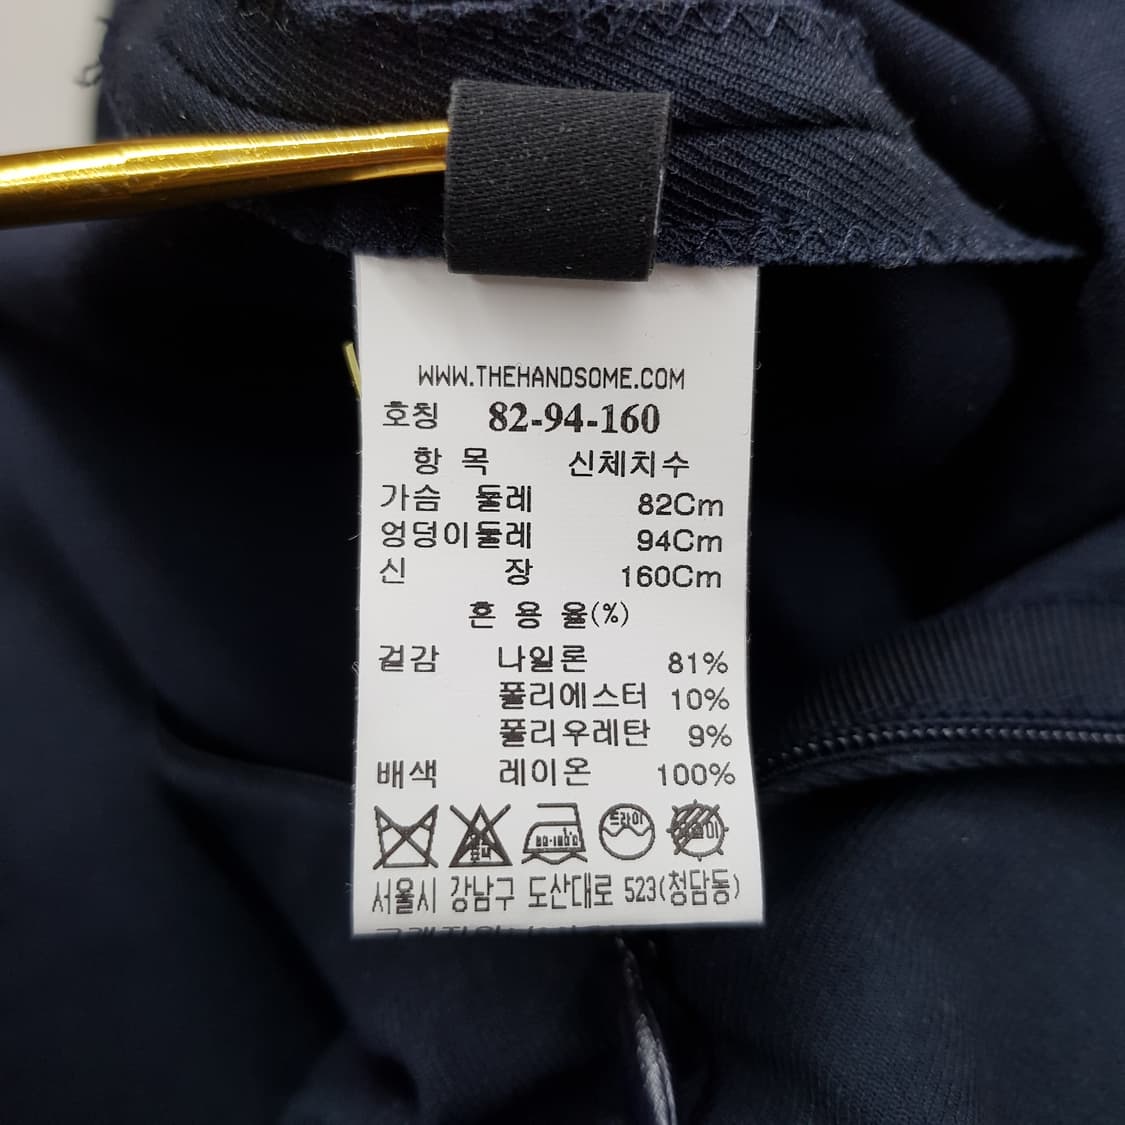 WWW.THEHANDSOME.COM
호칭 82-94-160
항 목 신체치수
가슴 둘레 82Cm
엉덩이둘레 94Cm
신 장 160Cm
혼 용 율(%)
겉감 나일론 81%
폴리에스터 10%
폴리우레탄 9%
배색 레이온 100%
드라이
서울시 강남구 도산대로 523(청담동)